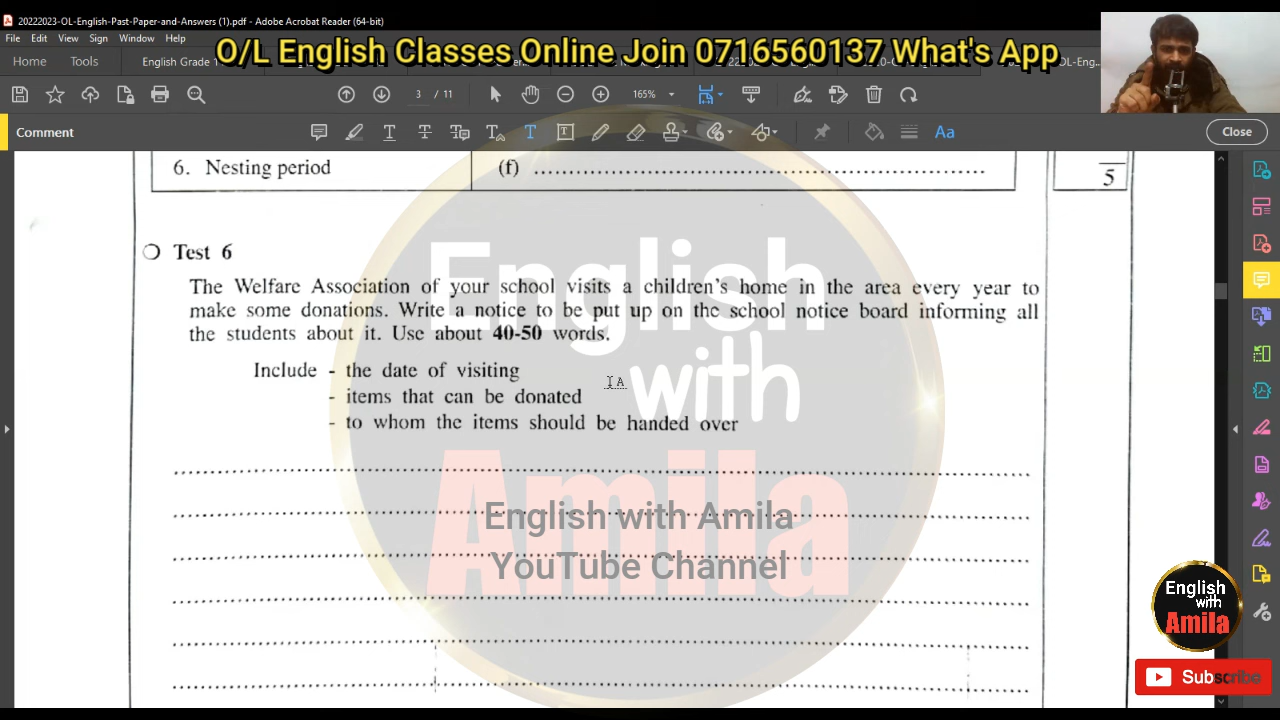 20222023-OL-English-Past-Paper-and-Answers (1).pdf - Adobe Acrobat Reader (64-bit)
File Edit View Sign Window Help
O/L English Classes Online Join 0716560137 What's App
Home Tools English Grade 1
3 / 11 165%
Comment
Aa
Close
6. Nesting period (f) ..........
5
Test 6
The Welfare Association of your school visits a children's home in the area every year to
make some donations. Write a notice to be put up on the school notice board informing all
the students about it. Use about 40-50 words.
Include - the date of visiting
- items that can be donated
- to whom the items should be handed over
English
with
Amila
English with Amila
YouTube Channel
English
with
Amila
Subscribe